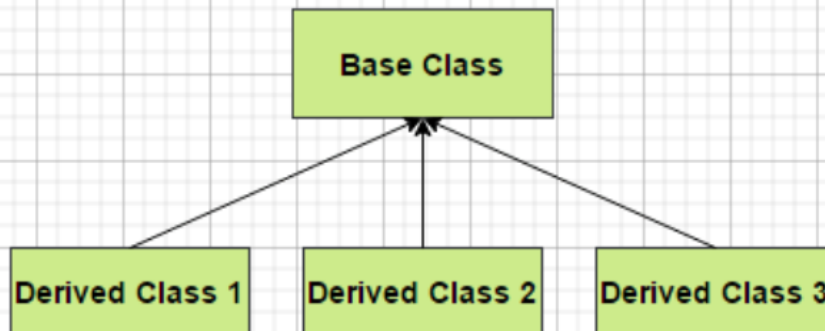 Base Class
Derived Class 1
Derived Class 2
Derived Class 3